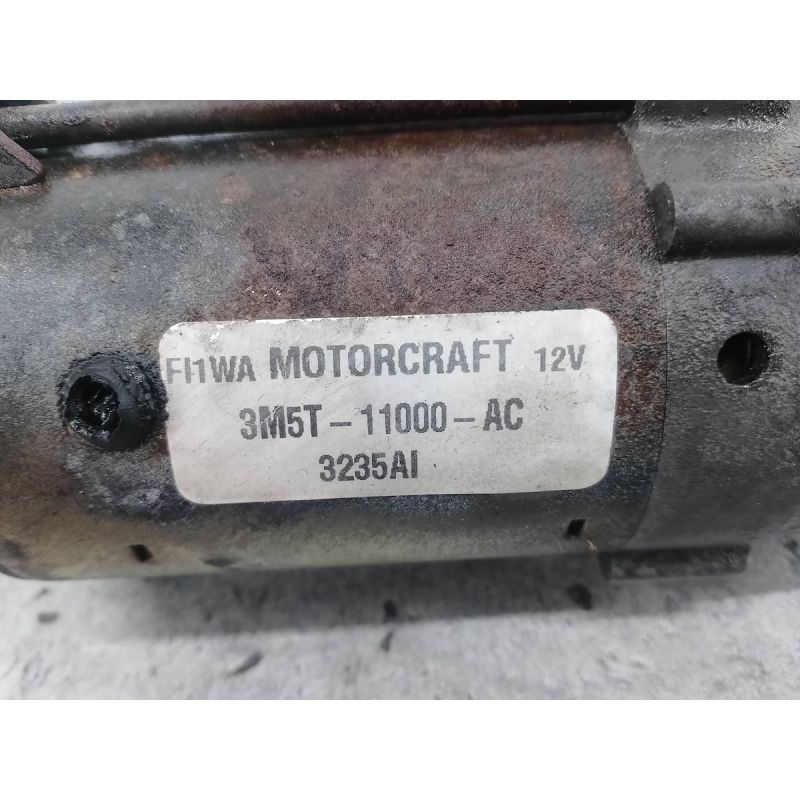 FI1WA MOTORCRAFT 12V
3M5T-11000-AC
3235AI